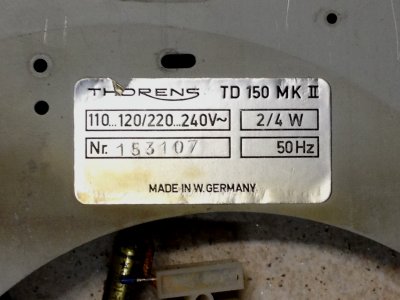 THORENS TD 150 MK II
110...120/220...240V~ 2/4 W
Nr. 153107 50Hz
MADE IN W. GERMANY